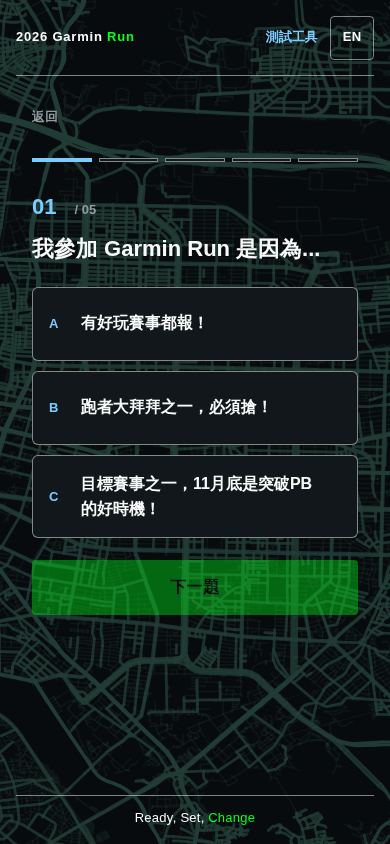 2026 Garmin Run
測試工具
EN
返回
01 / 05
我參加 Garmin Run 是因為...
A 有好玩賽事都報！
B 跑者大拜拜之一，必須搶！
C 目標賽事之一，11月底是突破PB
的好時機！
下一題
Ready, Set, Change